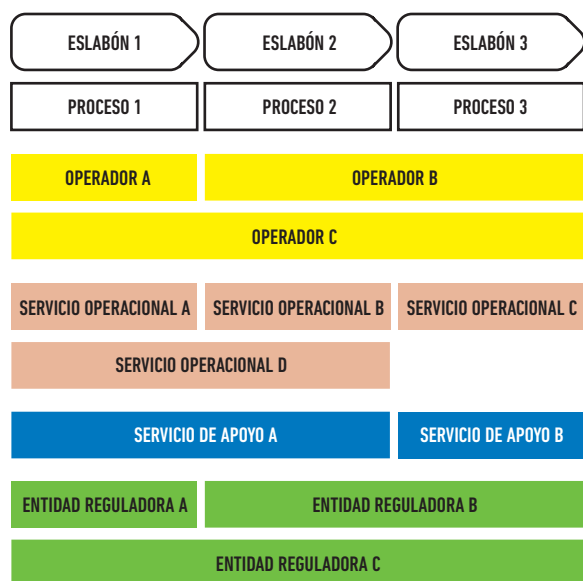 ESLABÓN 1 ESLABÓN 2 ESLABÓN 3
PROCESO 1 PROCESO 2 PROCESO 3
OPERADOR A OPERADOR B
OPERADOR C
SERVICIO OPERACIONAL A SERVICIO OPERACIONAL B SERVICIO OPERACIONAL C
SERVICIO OPERACIONAL D
SERVICIO DE APOYO A SERVICIO DE APOYO B
ENTIDAD REGULADORA A ENTIDAD REGULADORA B
ENTIDAD REGULADORA C